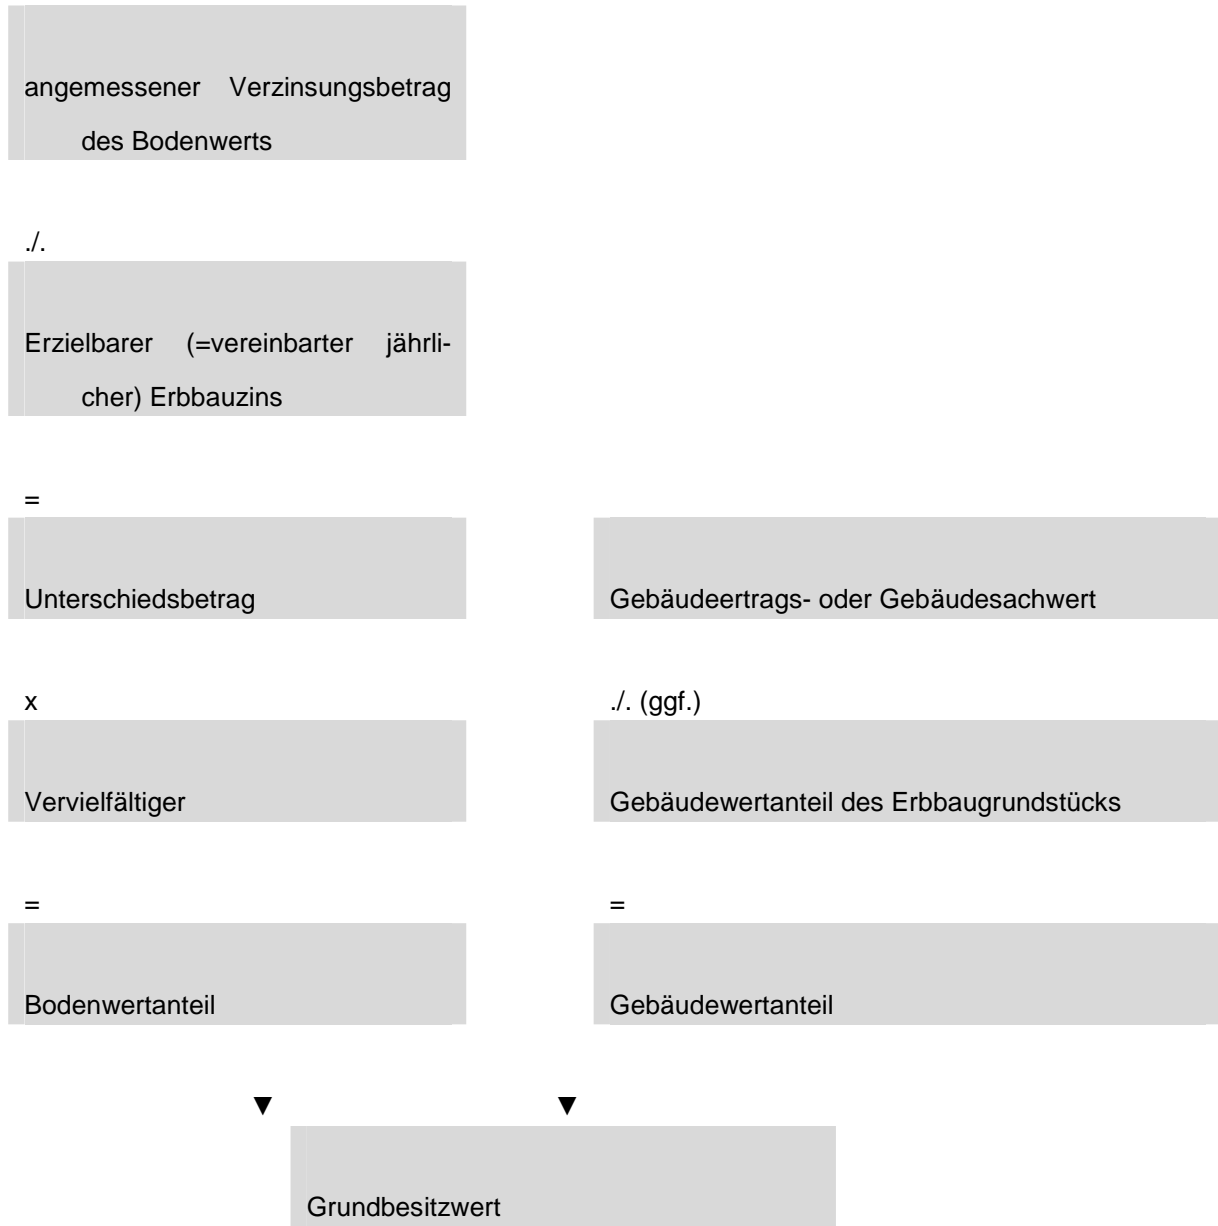 angemessener Verzinsungsbetrag
des Bodenwerts
./.
Erzielbarer (=vereinbarter jährli-
cher) Erbbauzins
=
Unterschiedsbetrag
Gebäudeertrags- oder Gebäudesachwert
x
./. (ggf.)
Vervielfältiger
Gebäudewertanteil des Erbbaugrundstücks
=
=
Bodenwertanteil
Gebäudewertanteil
▼
▼
Grundbesitzwert